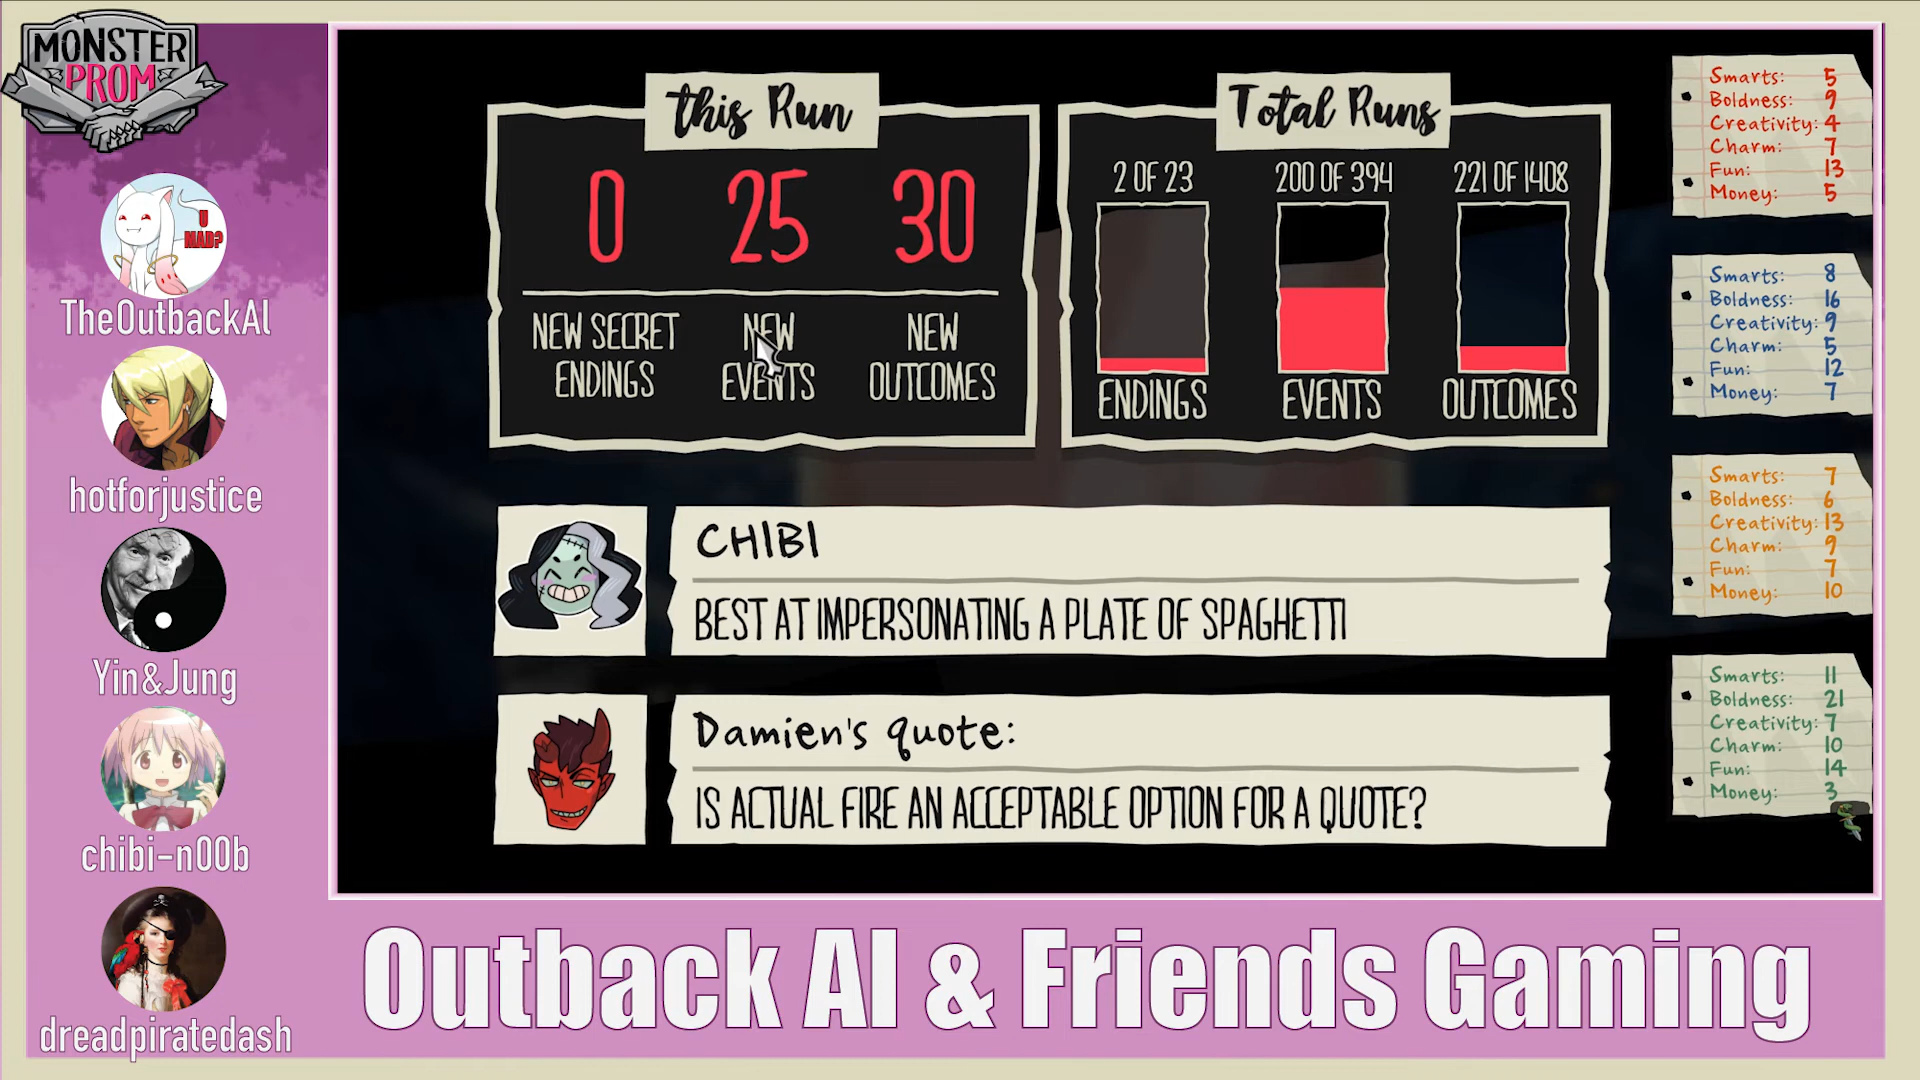 MONSTER
PROM
U
MAD?
TheOutbackAl
hotforjustice
Yin&Jung
chibi-n00b
dreadpiratedash
this Run
0
25
30
NEW SECRET
ENDINGS
NEW
EVENTS
NEW
OUTCOMES
Total Runs
2 OF 23
200 OF 394
221 OF 1408
ENDINGS
EVENTS
OUTCOMES
CHIBI
BEST AT IMPERSONATING A PLATE OF SPAGHETTI
Damien's quote:
IS ACTUAL FIRE AN ACCEPTABLE OPTION FOR A QUOTE?
Smarts: 5
Boldness: 9
Creativity: 4
Charm: 7
Fun: 13
Money: 5
Smarts: 8
Boldness: 16
Creativity: 9
Charm: 5
Fun: 12
Money: 7
Smarts: 7
Boldness: 6
Creativity: 13
Charm: 9
Fun: 7
Money: 10
Smarts: 11
Boldness: 21
Creativity: 7
Charm: 10
Fun: 14
Money: 3
Outback Al & Friends Gaming